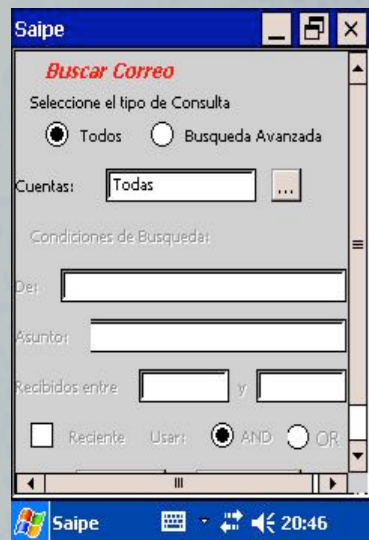 Saipe
Buscar Correo
Seleccione el tipo de Consulta
Todos Busqueda Avanzada
Cuentas: Todas ...
Condiciones de Busqueda:
De:
Asunto:
Recibidos entre y
Reciente Usar: AND OR
Saipe 20:46